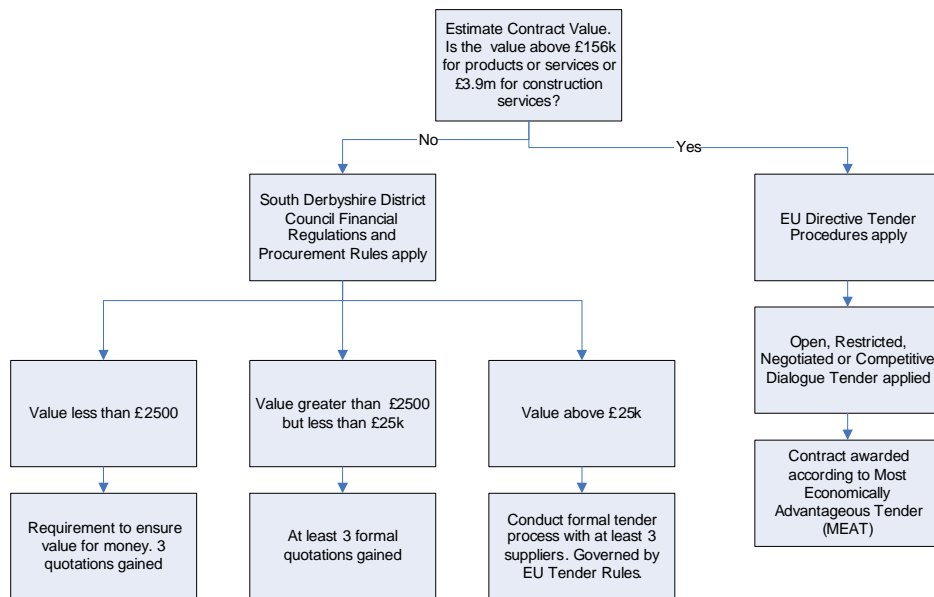 Estimate Contract Value.
Is the value above £156k
for products or services or
£3.9m for construction
services?
No
Yes
South Derbyshire District
Council Financial
Regulations and
Procurement Rules apply
EU Directive Tender
Procedures apply
Open, Restricted,
Negotiated or Competitive
Dialogue Tender applied
Value less than £2500
Value greater than £2500
but less than £25k
Value above £25k
Contract awarded
according to Most
Economically
Advantageous Tender
(MEAT)
Requirement to ensure
value for money. 3
quotations gained
At least 3 formal
quotations gained
Conduct formal tender
process with at least 3
suppliers. Governed by
EU Tender Rules.